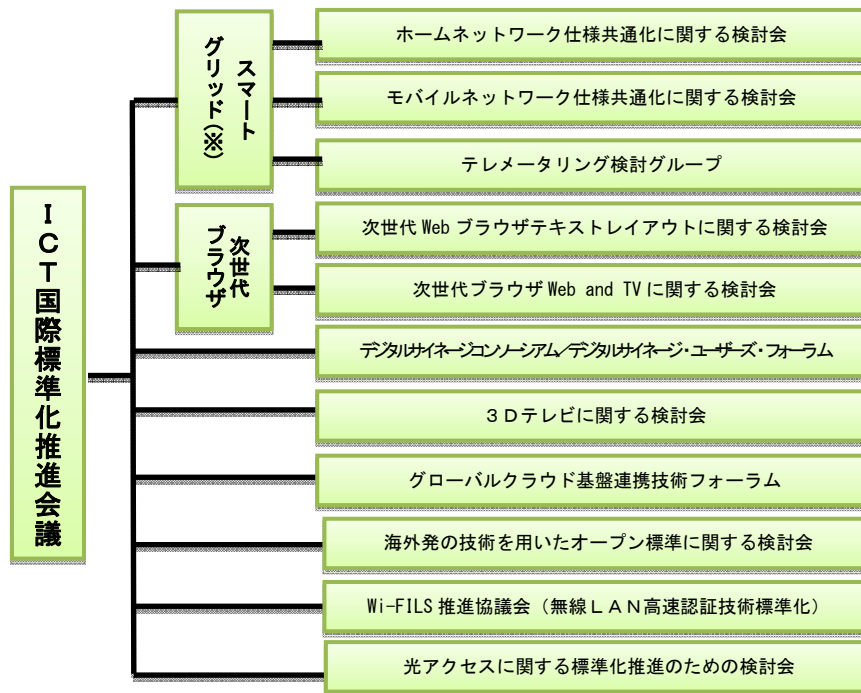 ICT国際標準化推進会議
スマート
グリッド(※)
ホームネットワーク仕様共通化に関する検討会
モバイルネットワーク仕様共通化に関する検討会
テレメータリング検討グループ
次世代
ブラウザ
次世代 Web ブラウザテキストレイアウトに関する検討会
次世代ブラウザ Web and TV に関する検討会
デジタルサイネージコンソーシアム/デジタルサイネージ・ユーザーズ・フォーラム
3Dテレビに関する検討会
グローバルクラウド基盤連携技術フォーラム
海外発の技術を用いたオープン標準に関する検討会
Wi-FILS 推進協議会(無線LAN高速認証技術標準化)
光アクセスに関する標準化推進のための検討会